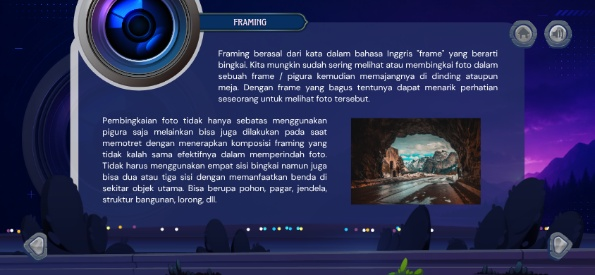 FRAMING
Framing berasal dari kata dalam bahasa Inggris "frame" yang berarti
bingkai. Kita mungkin sudah sering melihat atau membingkai foto dalam
sebuah frame / pigura kemudian memajangnya di dinding ataupun
meja. Dengan frame yang bagus tentunya dapat menarik perhatian
seseorang untuk melihat foto tersebut.
Pembingkaian foto tidak hanya sebatas menggunakan
pigura saja melainkan bisa juga dilakukan pada saat
memotret dengan menerapkan komposisi framing yang
tidak kalah sama efektifnya dalam memperindah foto.
Tidak harus menggunakan empat sisi bingkai namun juga
bisa dua atau tiga sisi dengan memanfaatkan benda di
sekitar objek utama. Bisa berupa pohon, pagar, jendela,
struktur bangunan, lorong, dll.